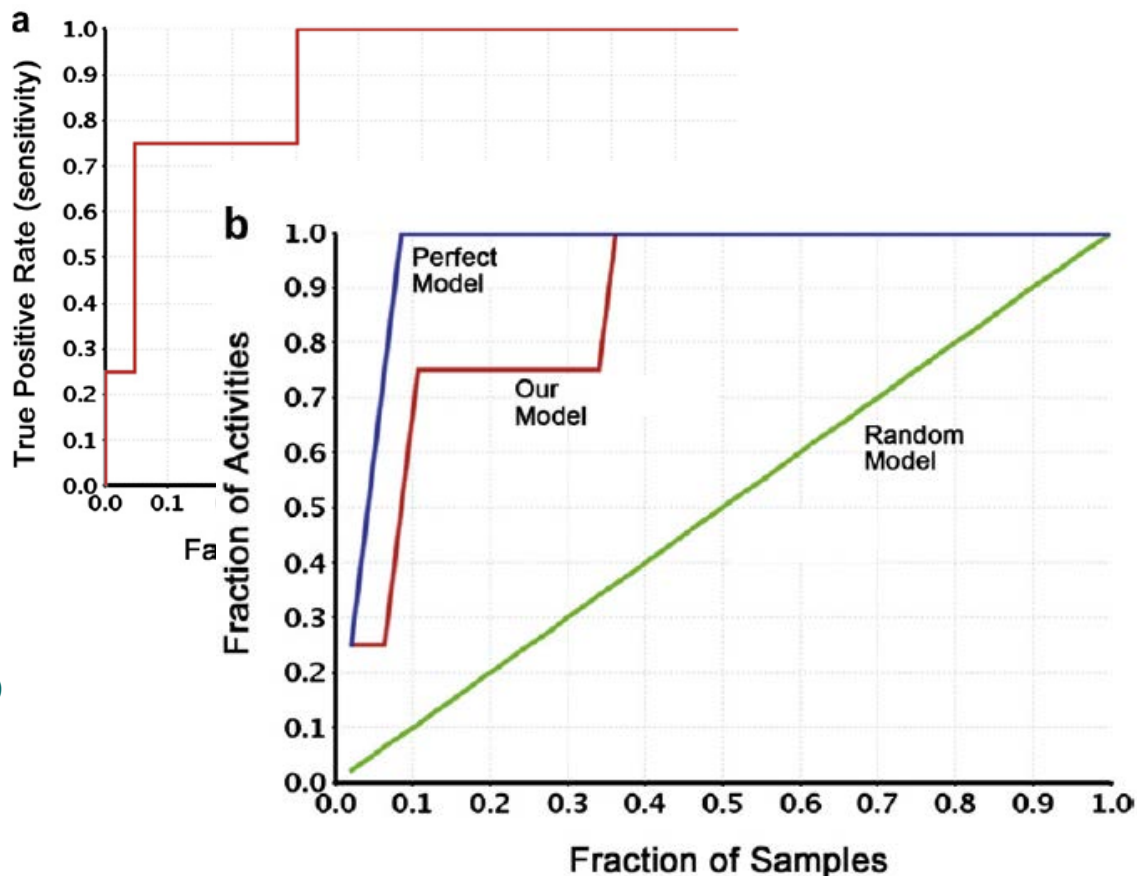 a
True Positive Rate (sensitivity)
1.0
0.9
0.8
0.7
0.6
0.5
0.4
0.3
0.2
0.1
0.0
0.0 0.1
Fa
b
Fraction of Activities
1.0
0.9
0.8
0.7
0.6
0.5
0.4
0.3
0.2
0.1
0.0
Perfect
Model
Our
Model
Random
Model
0.0 0.1 0.2 0.3 0.4 0.5 0.6 0.7 0.8 0.9 1.0
Fraction of Samples